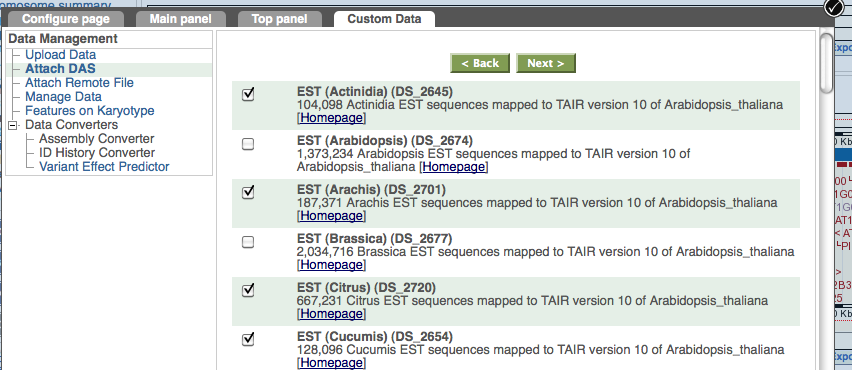 omosome summary
Configure page
Main panel
Top panel
Custom Data
Data Management
Upload Data
Attach DAS
Attach Remote File
Manage Data
Features on Karyotype
Data Converters
Assembly Converter
ID History Converter
Variant Effect Predictor
< Back
Next >
EST (Actinidia) (DS_2645)
104,098 Actinidia EST sequences mapped to TAIR version 10 of Arabidopsis_thaliana
[Homepage]
EST (Arabidopsis) (DS_2674)
1,373,234 Arabidopsis EST sequences mapped to TAIR version 10 of
Arabidopsis_thaliana [Homepage]
EST (Arachis) (DS_2701)
187,371 Arachis EST sequences mapped to TAIR version 10 of Arabidopsis_thaliana
[Homepage]
EST (Brassica) (DS_2677)
2,034,716 Brassica EST sequences mapped to TAIR version 10 of Arabidopsis_thaliana
[Homepage]
EST (Citrus) (DS_2720)
667,231 Citrus EST sequences mapped to TAIR version 10 of Arabidopsis_thaliana
[Homepage]
EST (Cucumis) (DS_2654)
128,096 Cucumis EST sequences mapped to TAIR version 10 of Arabidopsis_thaliana
[Homepage]